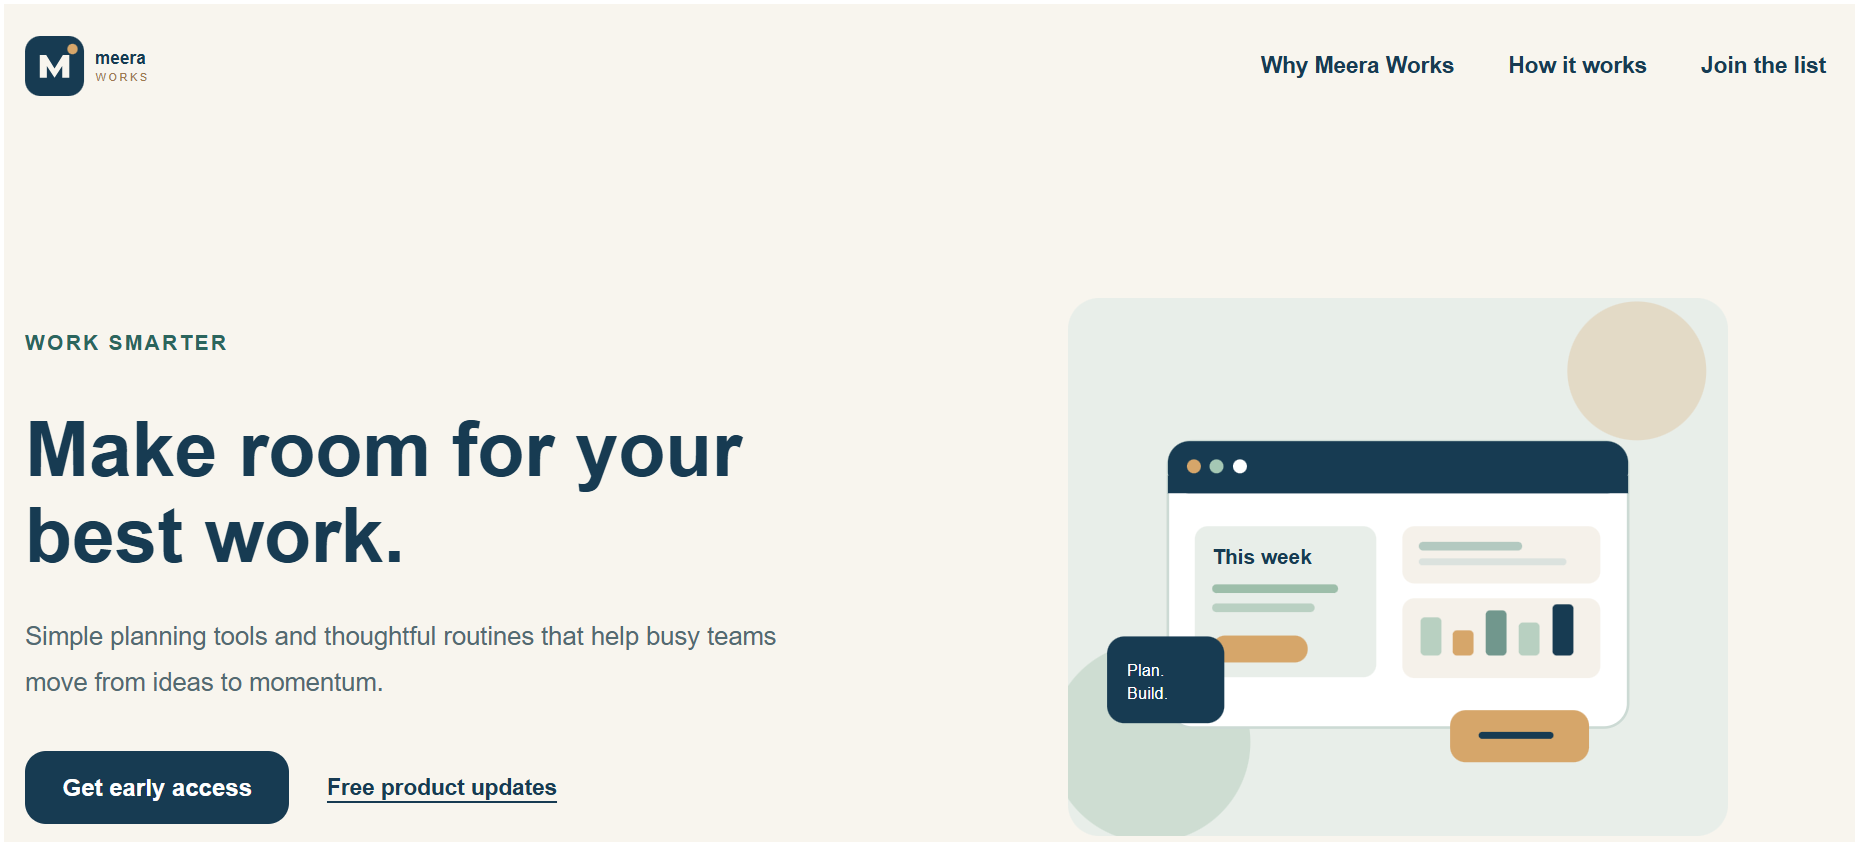 M
meera
WORKS
Why Meera Works
How it works
Join the list
WORK SMARTER
Make room for your
best work.
Simple planning tools and thoughtful routines that help busy teams
move from ideas to momentum.
Get early access
Free product updates
This week
Plan.
Build.